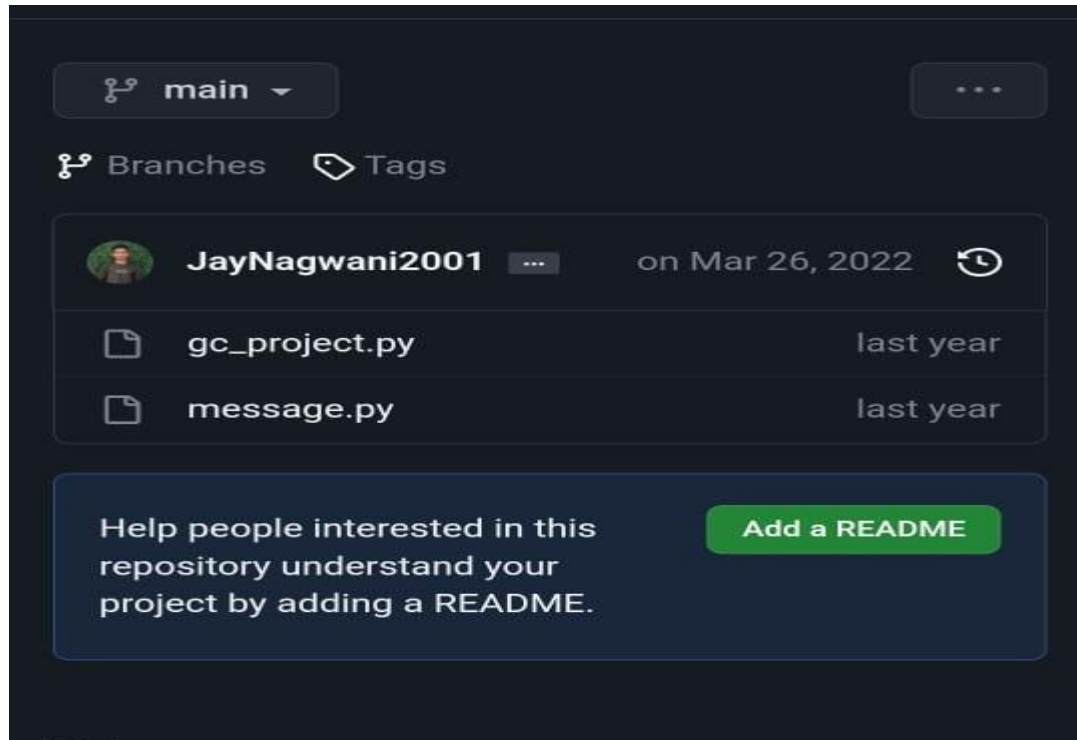 main
Branches Tags
JayNagwani2001 on Mar 26, 2022
gc_project.py last year
message.py last year
Help people interested in this
repository understand your
project by adding a README.
Add a README